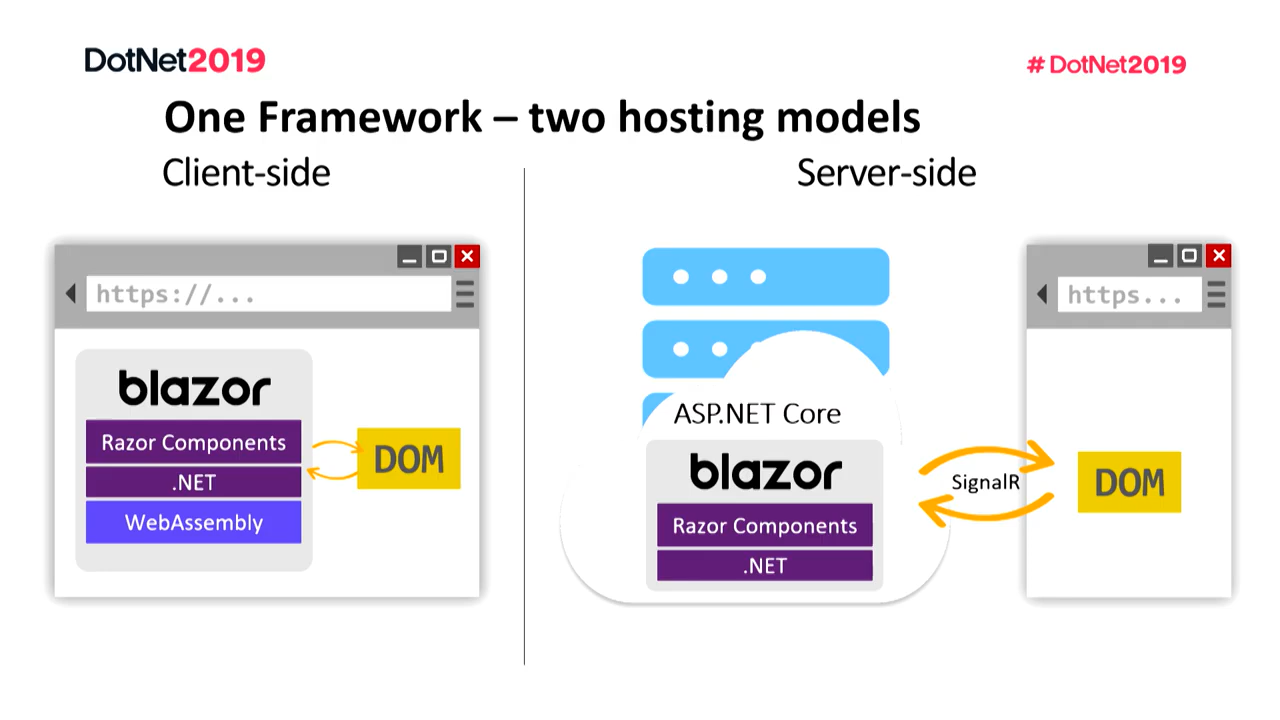 DotNet2019
# DotNet2019
One Framework – two hosting models
Client-side
Server-side
https://...
blazor
Razor Components
.NET
WebAssembly
DOM
ASP.NET Core
blazor
Razor Components
.NET
SignalR
https...
DOM